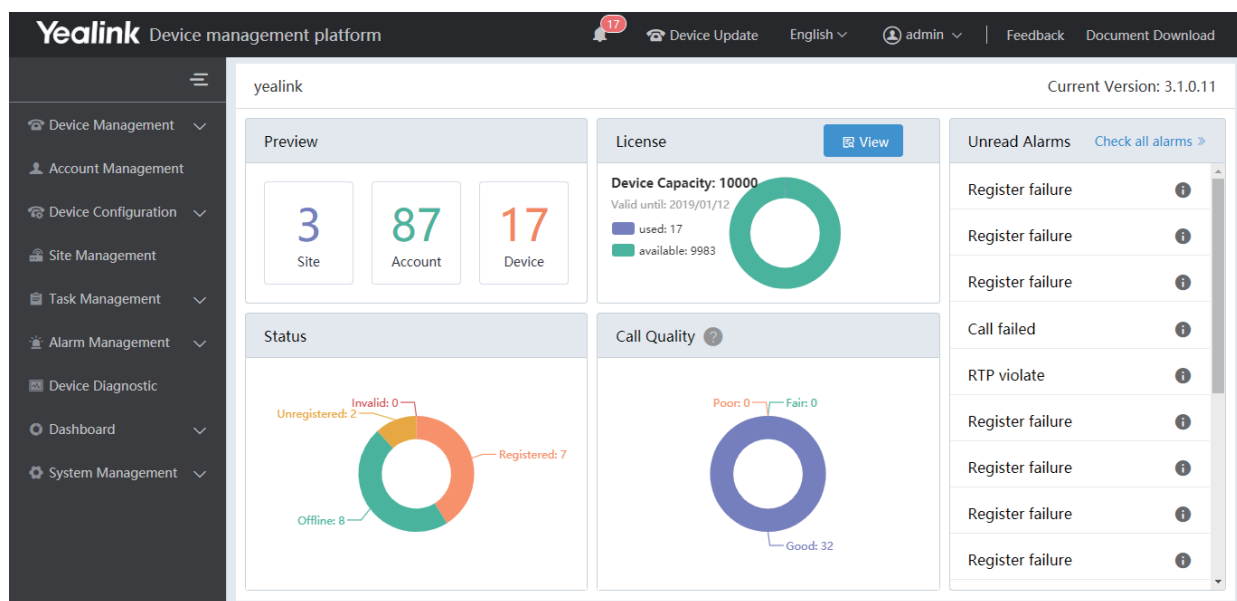 Yealink Device management platform
17
Device Update
English
admin
Feedback
Document Download
Device Management
Account Management
Device Configuration
Site Management
Task Management
Alarm Management
Device Diagnostic
Dashboard
System Management
yealink
Current Version: 3.1.0.11
Preview
3
Site
87
Account
17
Device
License
View
Device Capacity: 10000
Valid until: 2019/01/12
used: 17
available: 9983
Status
Invalid: 0
Unregistered: 2
Registered: 7
Offline: 8
Call Quality ?
Poor: 0
Fair: 0
Good: 32
Unread Alarms
Check all alarms »
Register failure
Register failure
Register failure
Call failed
RTP violate
Register failure
Register failure
Register failure
Register failure